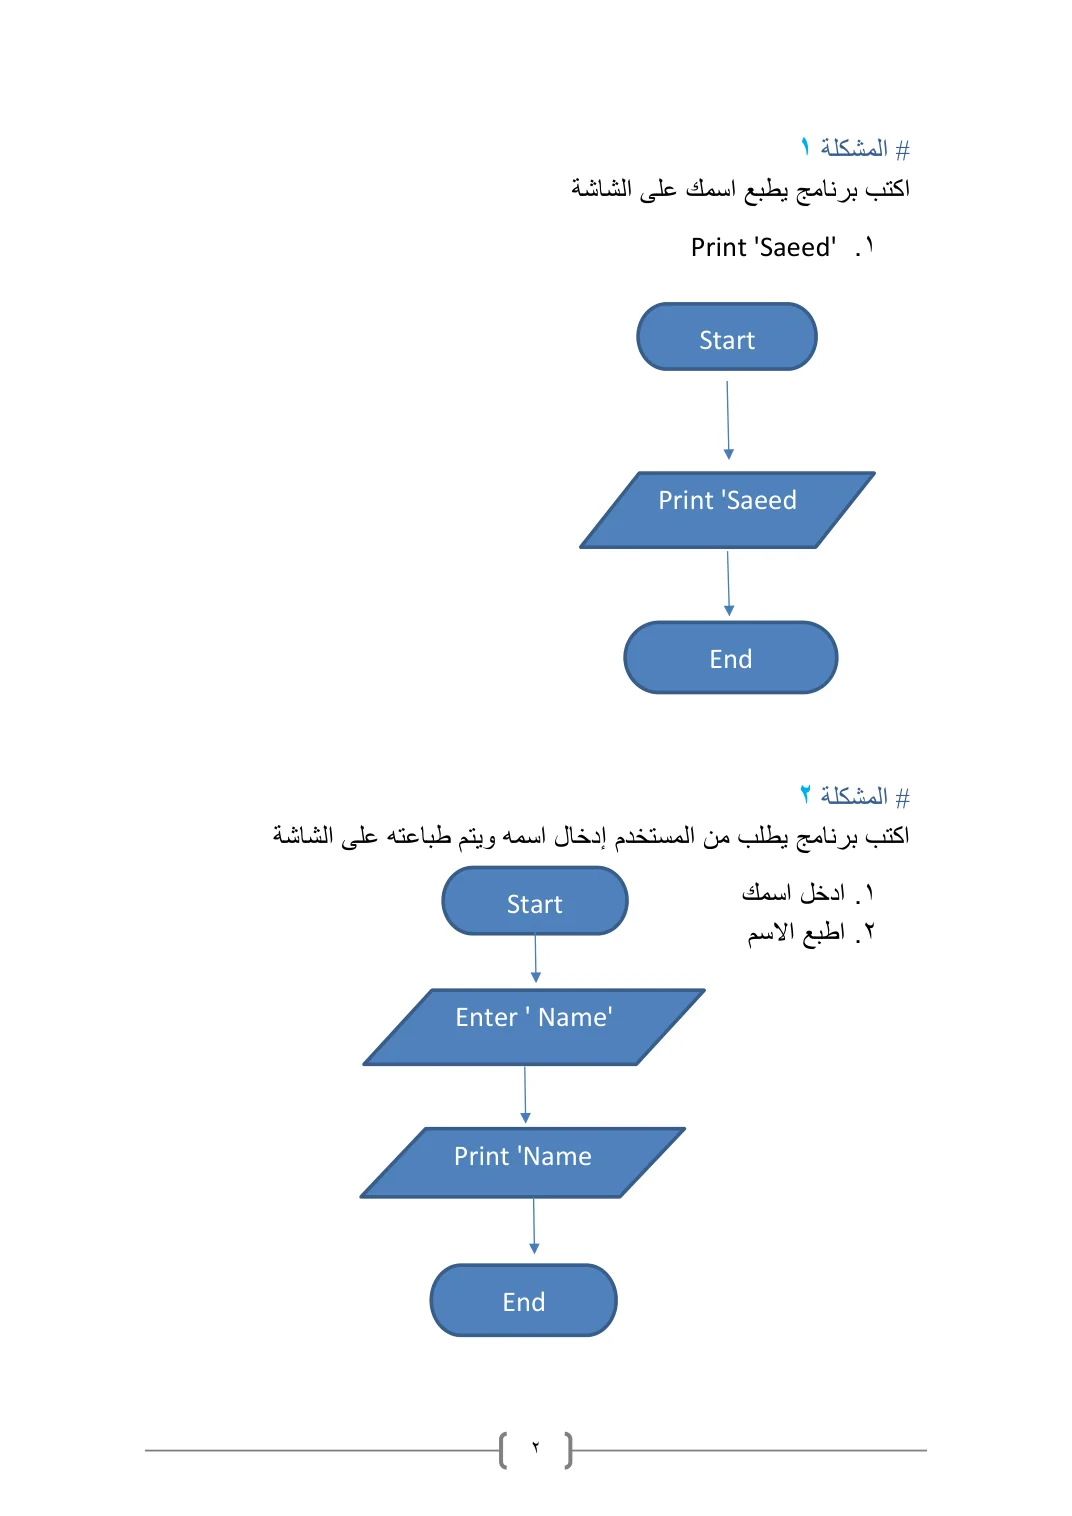 # المشكلة ١
اكتب برنامج يطبع اسمك على الشاشة
١. Print 'Saeed'
Start
Print 'Saeed
End
# المشكلة ٢
اكتب برنامج يطلب من المستخدم إدخال اسمه ويتم طباعته على الشاشة
١. ادخل اسمك
٢. اطبع الاسم
Start
Enter ' Name'
Print 'Name
End
٢